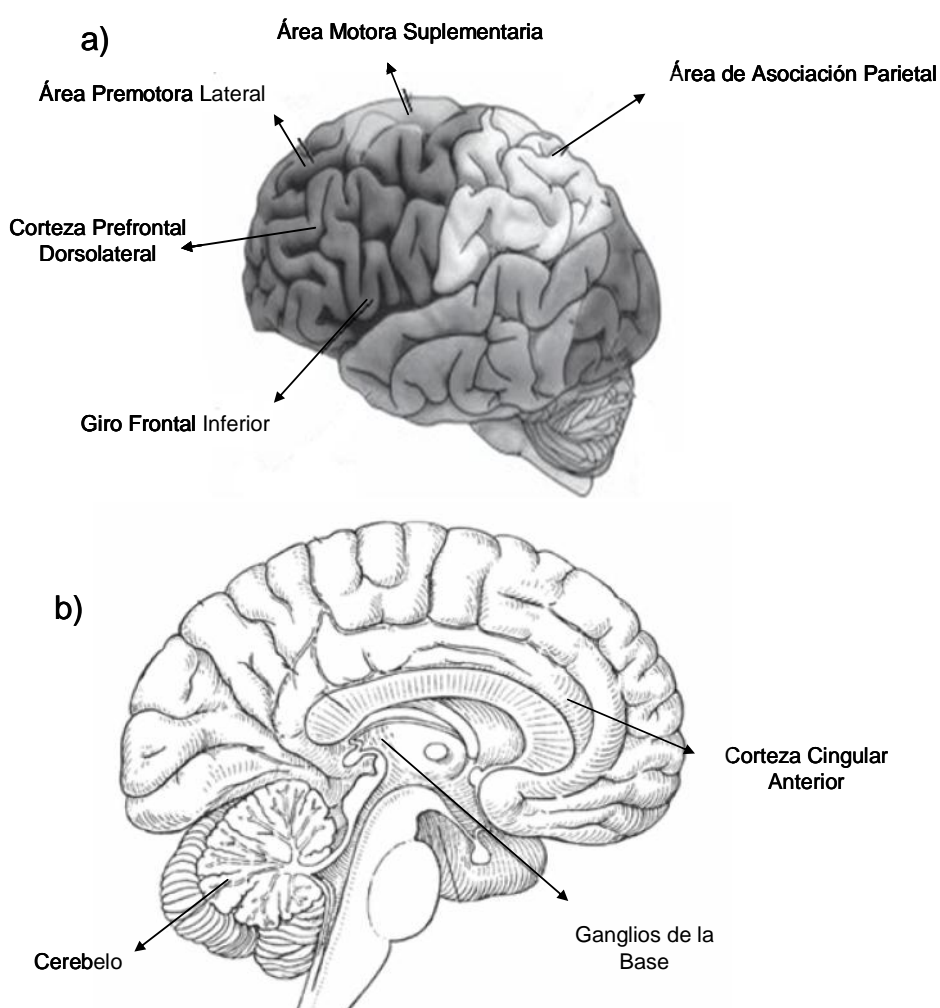 a)
Área Motora Suplementaria
Área de Asociación Parietal
Área Premotora Lateral
Corteza Prefrontal
Dorsolateral
Giro Frontal Inferior
b)
Corteza Cingular
Anterior
Ganglios de la
Base
Cerebelo